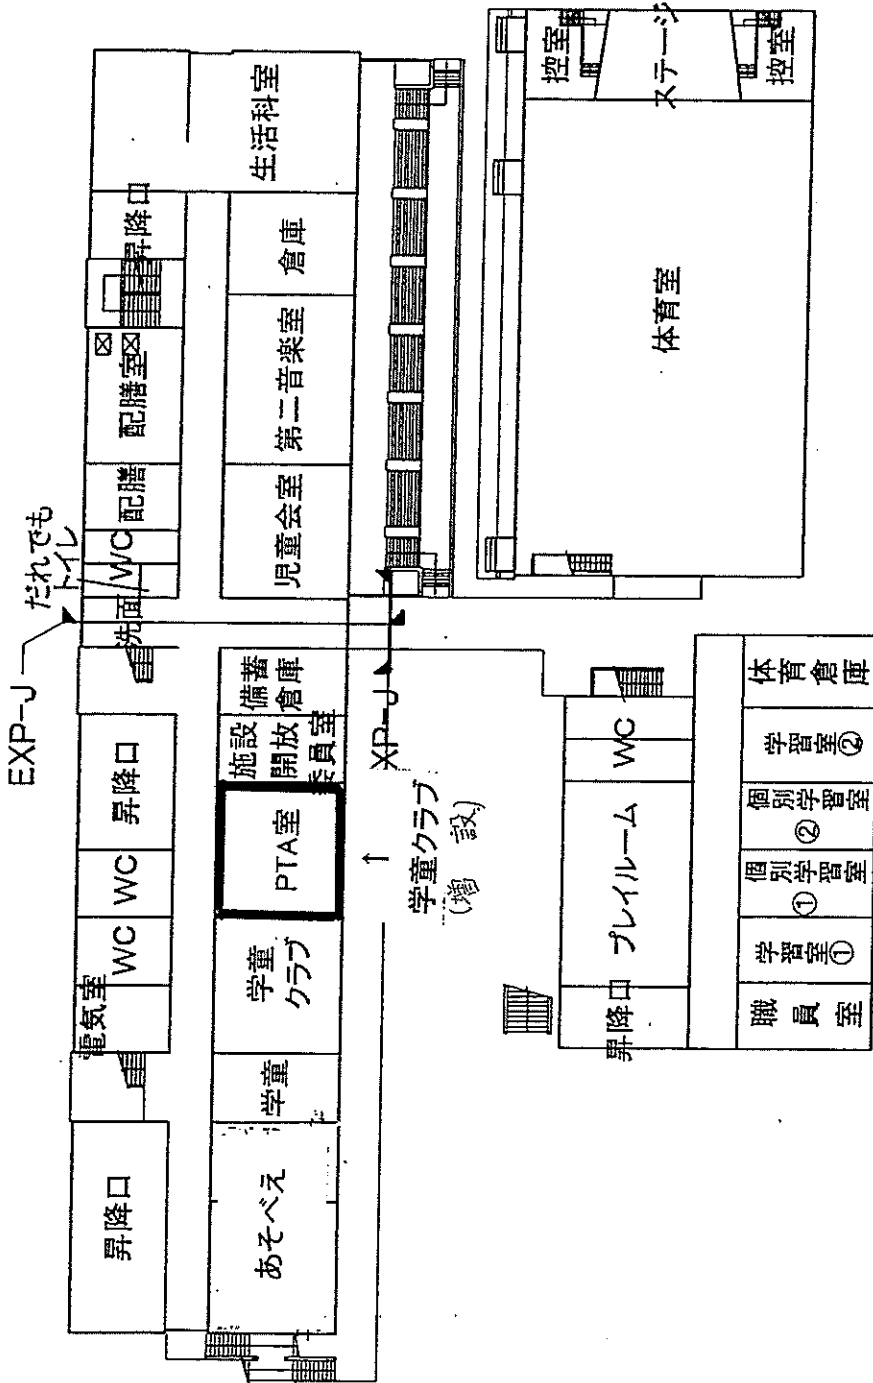 EXP-J
だれでも
トイレ
昇降口
電気室
WC
WC
昇降口
洗面
WC
配膳
配膳室
昇降口
あそべえ
学童
学童
クラブ
PTA室
施設
開放
委員室
備蓄
倉庫
児童会室
第二音楽室
倉庫
生活科室
XP-J
↑
学童クラブ
(増 設)
昇降口
プレイルーム
WC
職員室
学習室①
個別学習室
①
個別学習室
②
学習室②
体育倉庫
体育室
控室
ステージ
控室